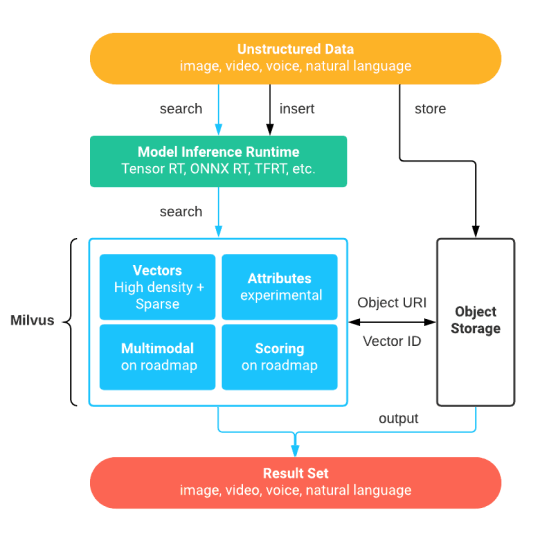 Unstructured Data
image, video, voice, natural language
search
insert
store
Model Inference Runtime
Tensor RT, ONNX RT, TFRT, etc.
search
Milvus
Vectors
High density +
Sparse
Attributes
experimental
Multimodal
on roadmap
Scoring
on roadmap
Object URI
Vector ID
Object
Storage
output
Result Set
image, video, voice, natural language